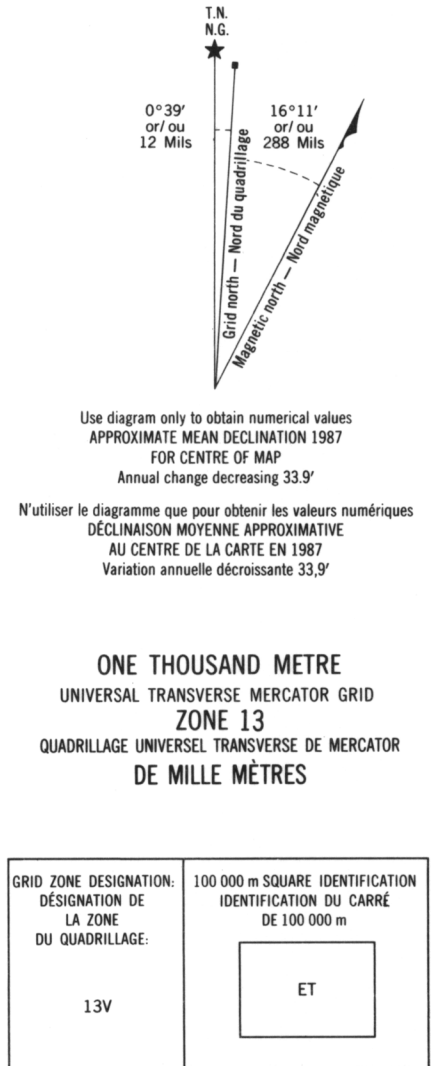 T.N.
N.G.
0°39′
or/ou
12 Mils
16°11′
or/ou
288 Mils
Grid north — Nord du quadrillage
Magnetic north — Nord magnétique
Use diagram only to obtain numerical values
APPROXIMATE MEAN DECLINATION 1987
FOR CENTRE OF MAP
Annual change decreasing 33.9′
N'utiliser le diagramme que pour obtenir les valeurs numériques
DÉCLINAISON MOYENNE APPROXIMATIVE
AU CENTRE DE LA CARTE EN 1987
Variation annuelle décroissante 33,9′
ONE THOUSAND METRE
UNIVERSAL TRANSVERSE MERCATOR GRID
ZONE 13
QUADRILLAGE UNIVERSEL TRANSVERSE DE MERCATOR
DE MILLE MÈTRES
GRID ZONE DESIGNATION:
DÉSIGNATION DE
LA ZONE
DU QUADRILLAGE:
13V
100 000 m SQUARE IDENTIFICATION
IDENTIFICATION DU CARRÉ
DE 100 000 m
ET